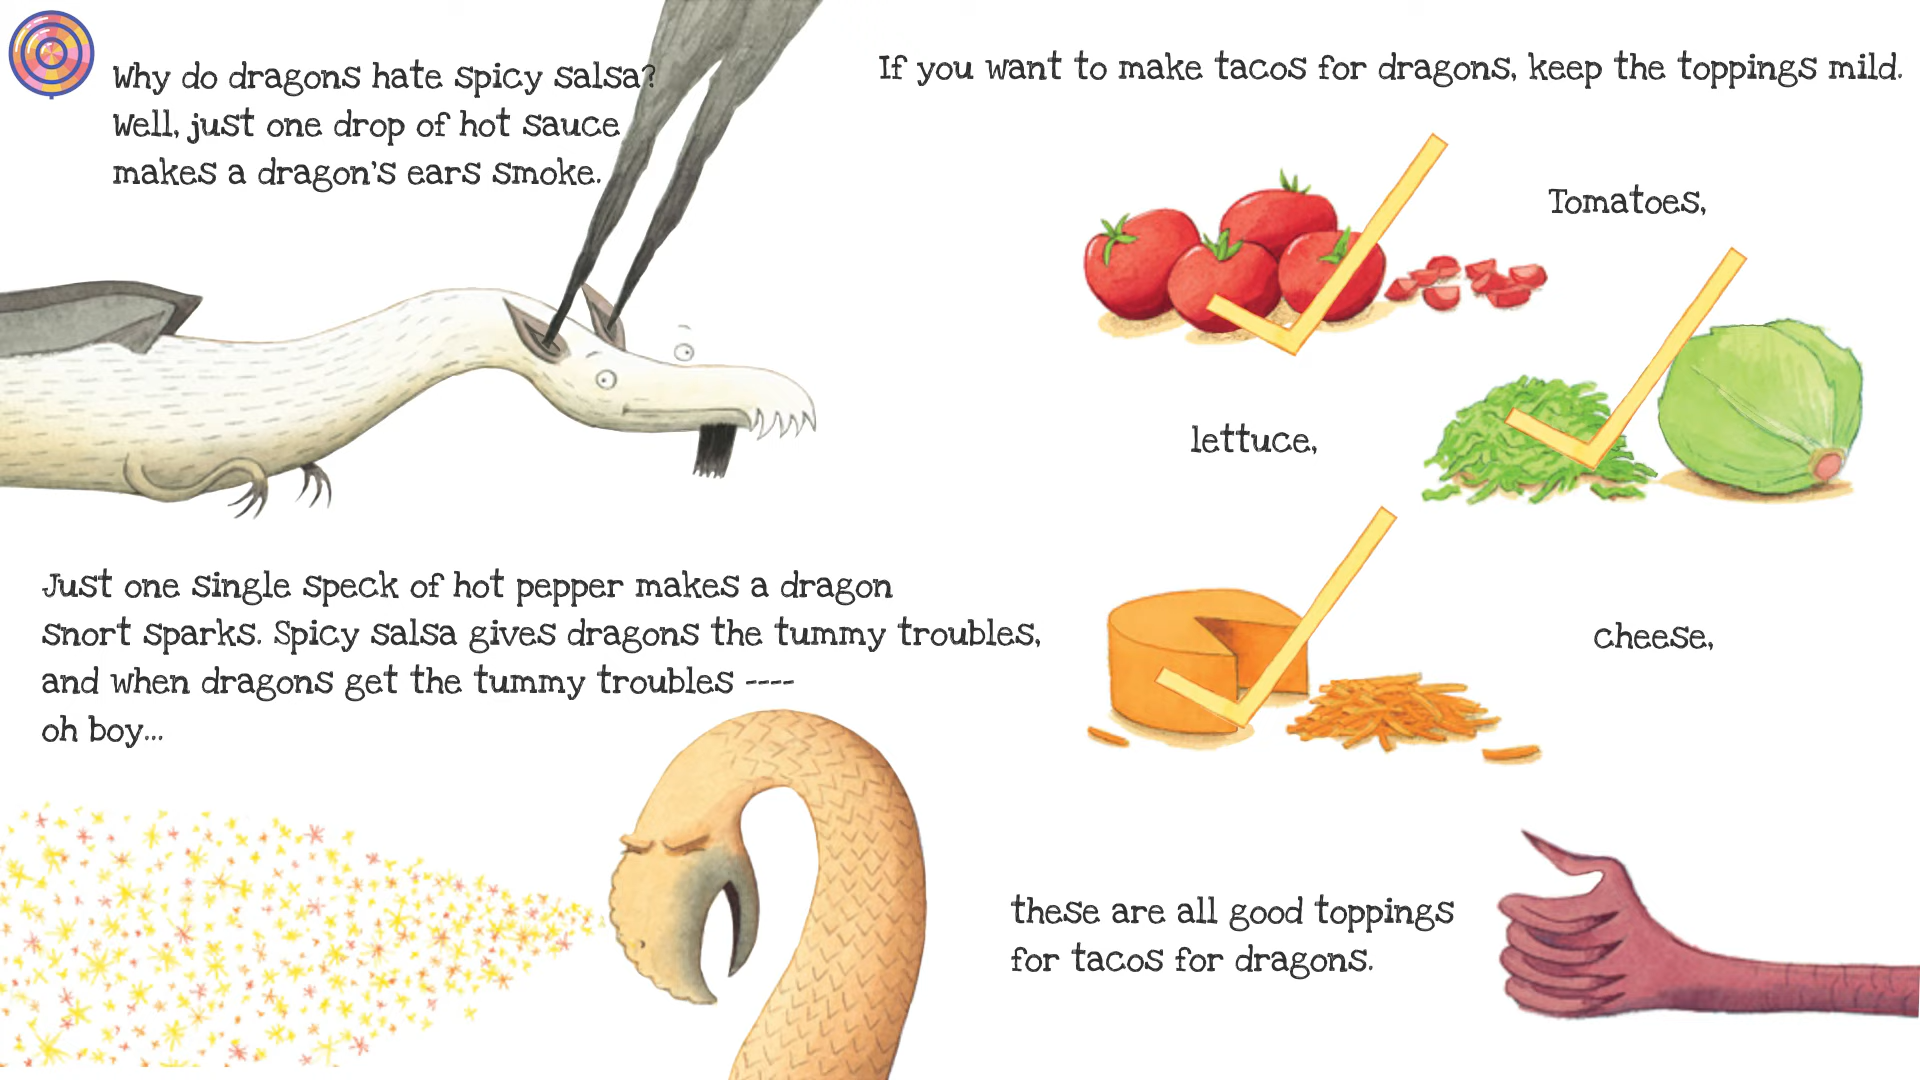 Why do dragons hate spicy salsa?
Well, just one drop of hot sauce
makes a dragon's ears smoke.
Just one single speck of hot pepper makes a dragon
snort sparks. Spicy salsa gives dragons the tummy troubles,
and when dragons get the tummy troubles ----
oh boy...
If you want to make tacos for dragons, keep the toppings mild.
Tomatoes,
lettuce,
cheese,
these are all good toppings
for tacos for dragons.